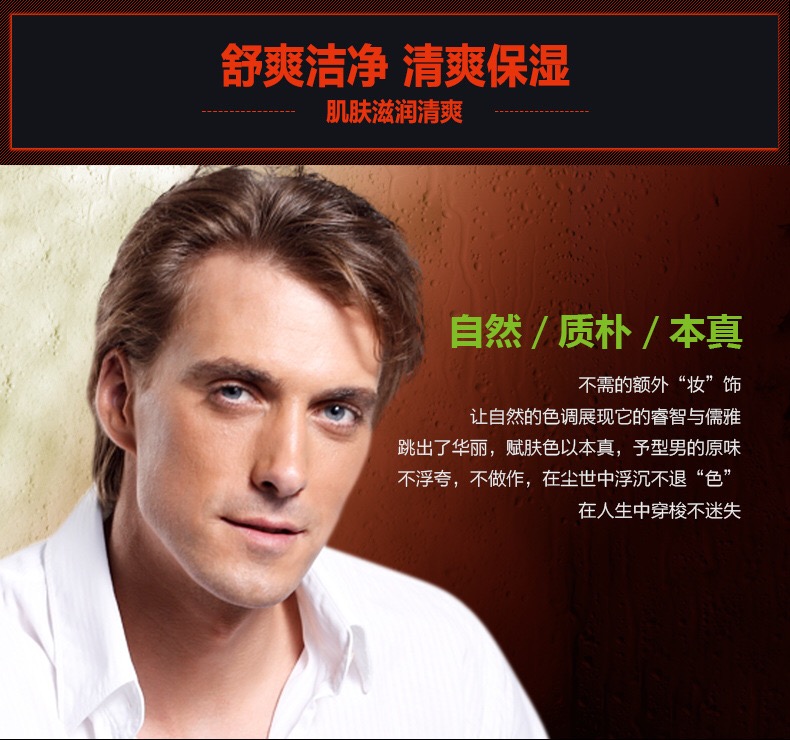 舒爽洁净 清爽保湿
肌肤滋润清爽
自然 / 质朴 / 本真
不需的额外“妆”饰
让自然的色调展现它的睿智与儒雅
跳出了华丽，赋肤色以本真，予型男的原味
不浮夸，不做作，在尘世中浮沉不退“色”
在人生中穿梭不迷失